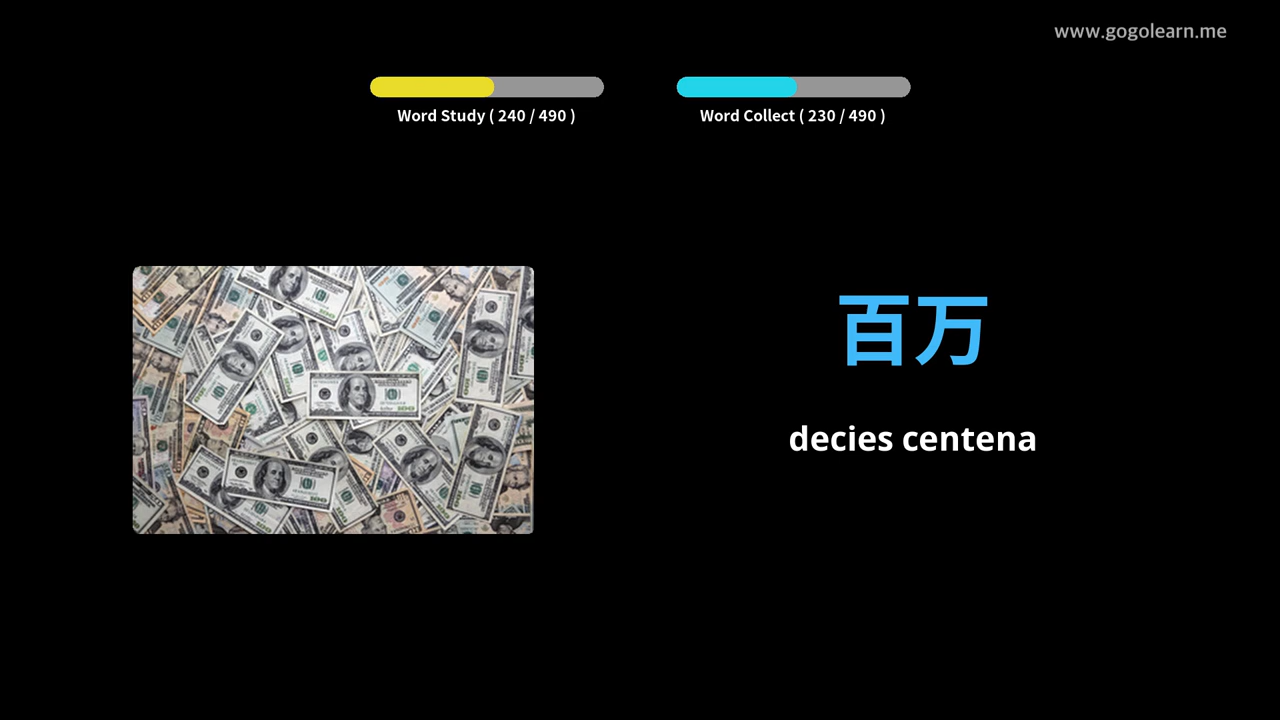 www.gogolearn.me
Word Study ( 240 / 490 )
Word Collect ( 230 / 490 )
百万
decies centena